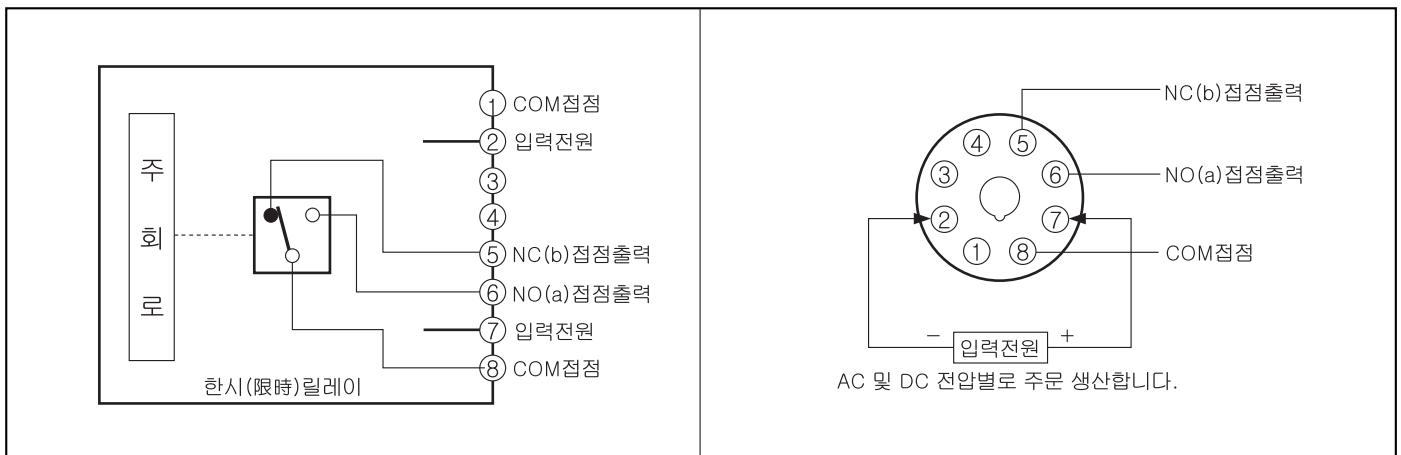 주
회
로
① COM접점
② 입력전원
③
④
⑤ NC(b)접점출력
⑥ NO(a)접점출력
⑦ 입력전원
⑧ COM접점
한시(限時)릴레이
NC(b)접점출력
④ ⑤
③ ⑥ NO(a)접점출력
② ⑦
① ⑧ COM접점
− 입력전원 +
AC 및 DC 전압별로 주문 생산합니다.